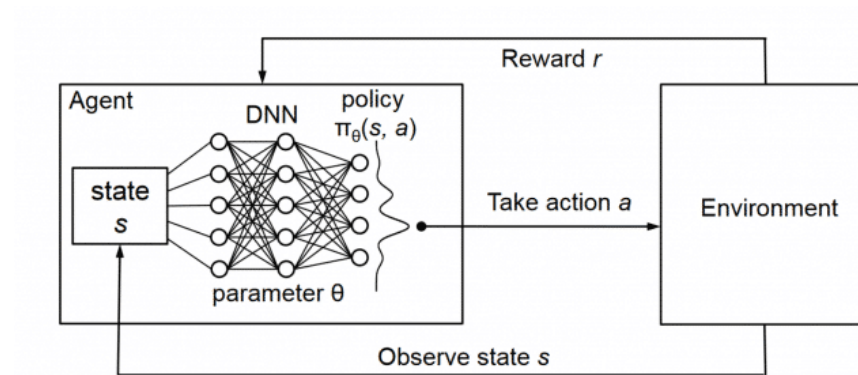 Reward r
Agent
DNN
policy
πθ(s, a)
state
s
Take action a
Environment
parameter θ
Observe state s